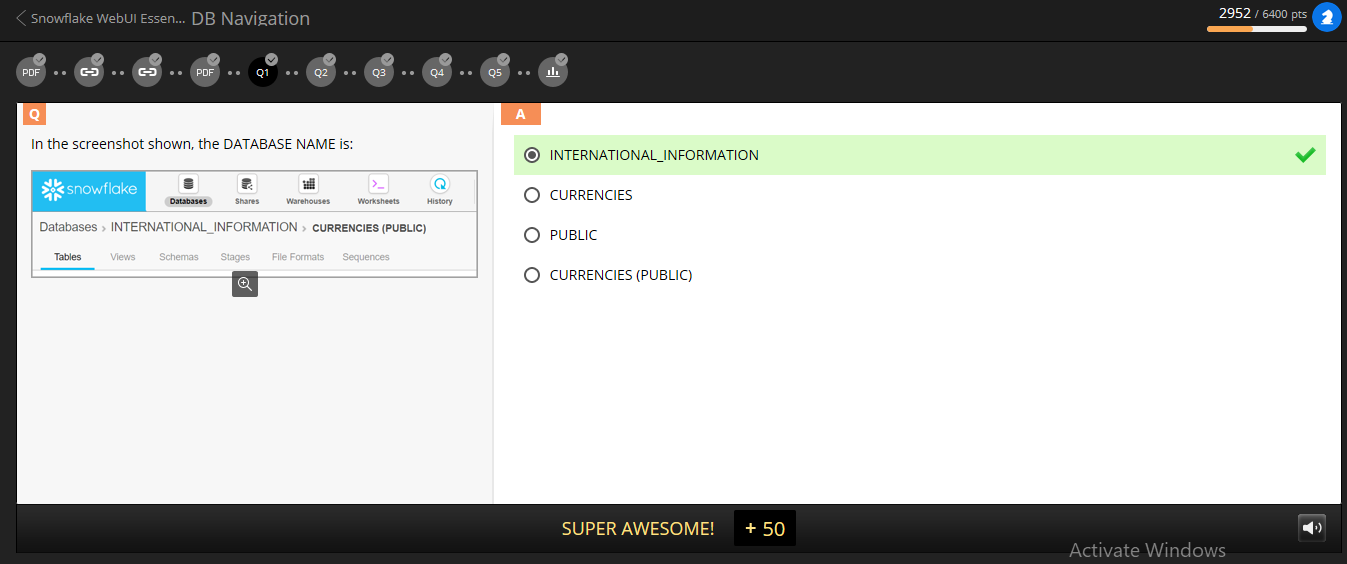 Snowflake WebUI Essen... DB Navigation
2952 / 6400 pts
PDF PDF Q1 Q2 Q3 Q4 Q5
Q
In the screenshot shown, the DATABASE NAME is:
snowflake
Databases Shares Warehouses Worksheets History
Databases › INTERNATIONAL_INFORMATION › CURRENCIES (PUBLIC)
Tables Views Schemas Stages File Formats Sequences
A
INTERNATIONAL_INFORMATION
CURRENCIES
PUBLIC
CURRENCIES (PUBLIC)
SUPER AWESOME! + 50
Activate Windows